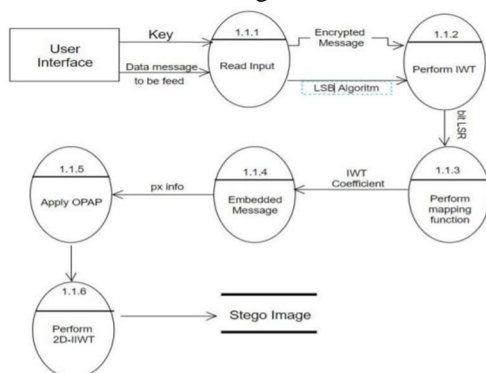 User
Interface
Key
Data message
to be feed
1.1.1
Read Input
Encrypted
Message
LSB Algoritm
1.1.2
Perform IWT
bit LSR
1.1.3
Perform
mapping
function
IWT
Coefficient
1.1.4
Embedded
Message
px info
1.1.5
Apply OPAP
1.1.6
Perform
2D-IIWT
Stego Image